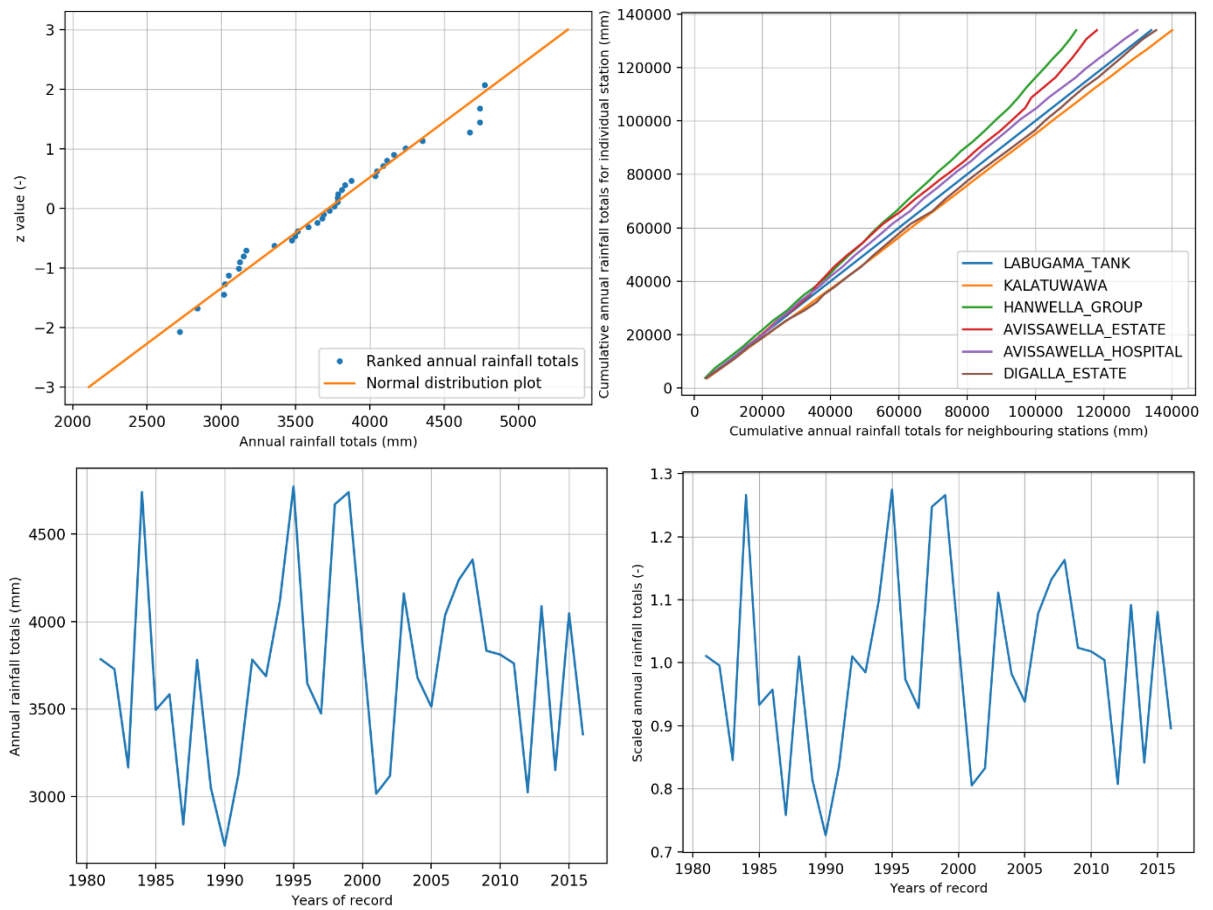 3
2
1
0
−1
−2
−3
z value (-)
2000 2500 3000 3500 4000 4500 5000
Annual rainfall totals (mm)
Ranked annual rainfall totals
Normal distribution plot
140000
120000
100000
80000
60000
40000
20000
0
Cumulative annual rainfall totals for individual station (mm)
0 20000 40000 60000 80000 100000 120000 140000
Cumulative annual rainfall totals for neighbouring stations (mm)
LABUGAMA_TANK
KALATUWAWA
HANWELLA_GROUP
AVISSAWELLA_ESTATE
AVISSAWELLA_HOSPITAL
DIGALLA_ESTATE
4500
4000
3500
3000
Annual rainfall totals (mm)
1980 1985 1990 1995 2000 2005 2010 2015
Years of record
1.3
1.2
1.1
1.0
0.9
0.8
0.7
Scaled annual rainfall totals (-)
1980 1985 1990 1995 2000 2005 2010 2015
Years of record